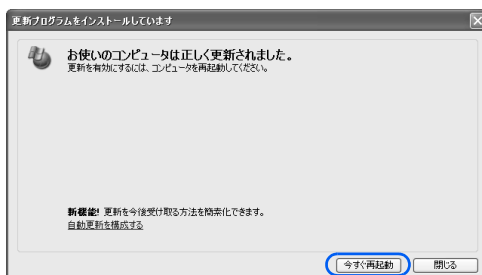 更新プログラムをインストールしています
お使いのコンピュータは正しく更新されました。
更新を有効にするには、コンピュータを再起動してください。
新機能! 更新を今後受け取る方法を簡素化できます。
自動更新を構成する
今すぐ再起動
閉じる